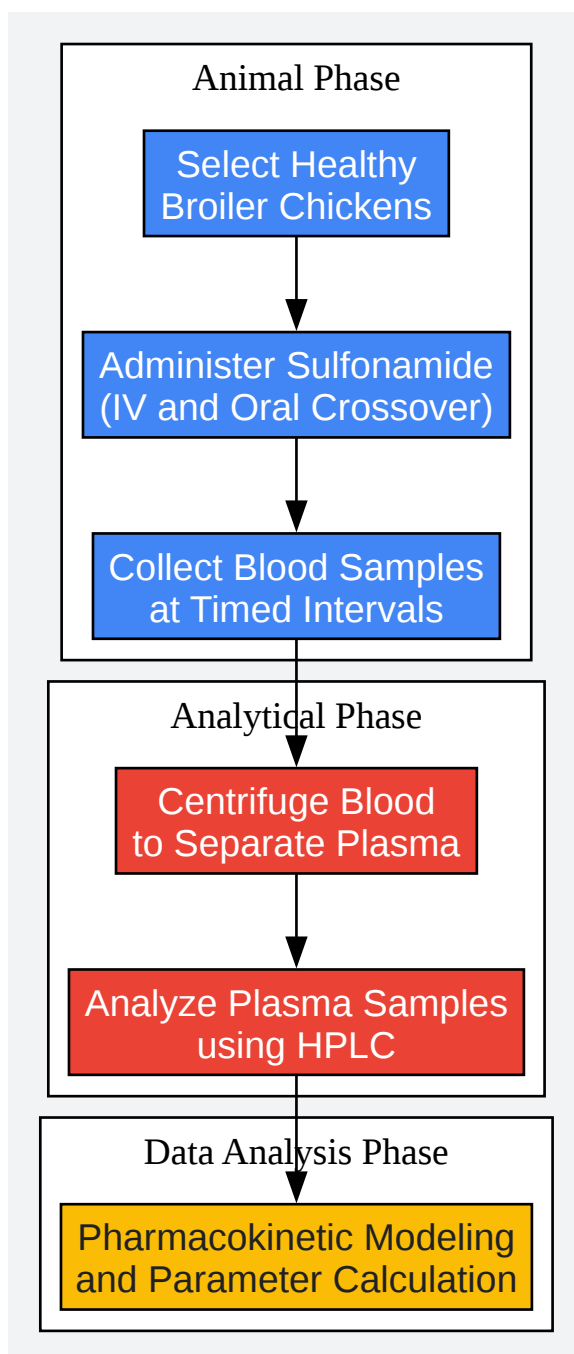 Animal Phase
Select Healthy
Broiler Chickens
Administer Sulfonamide
(IV and Oral Crossover)
Collect Blood Samples
at Timed Intervals
Analytical Phase
Centrifuge Blood
to Separate Plasma
Analyze Plasma Samples
using HPLC
Data Analysis Phase
Pharmacokinetic Modeling
and Parameter Calculation